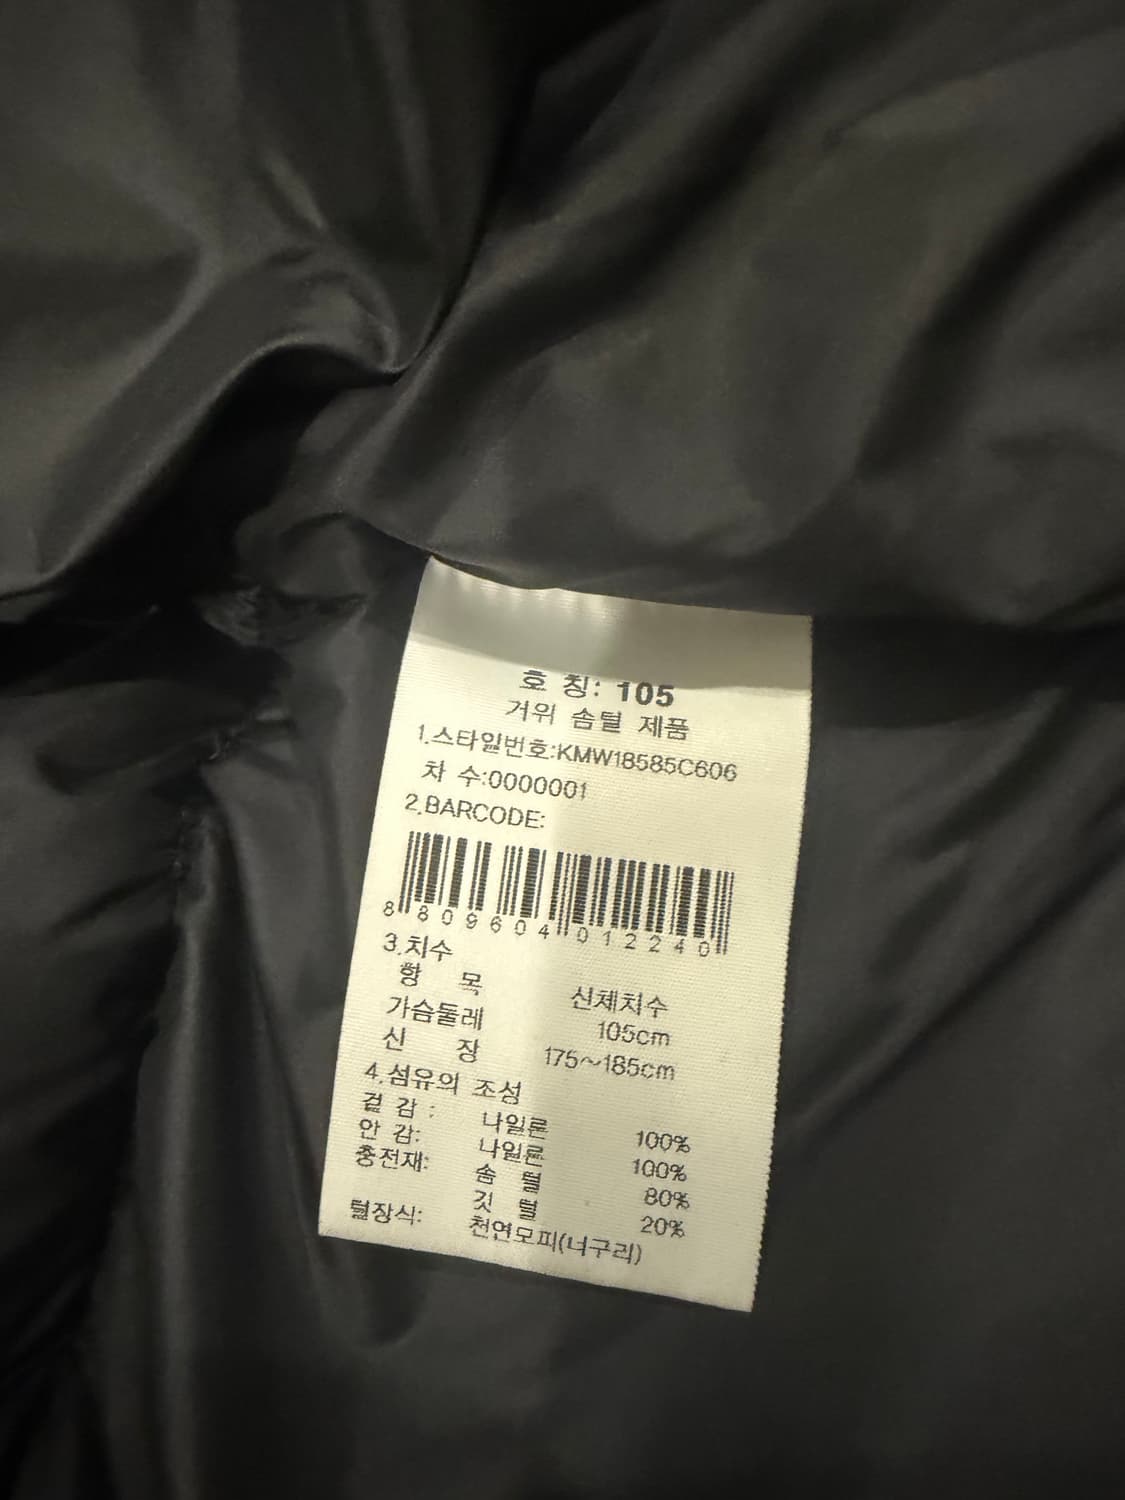 호 칭: 105
거위 솜털 제품
1.스타일번호:KMW18585C606
차 수:0000001
2.BARCODE:
8 809604 012240
3.치수
항 목 신체치수
가슴둘레 105cm
신 장 175~185cm
4.섬유의 조성
겉 감 : 나일론 100%
안 감: 나일론 100%
충전재: 솜 털 80%
깃 털 20%
털장식: 천연모피(너구리)